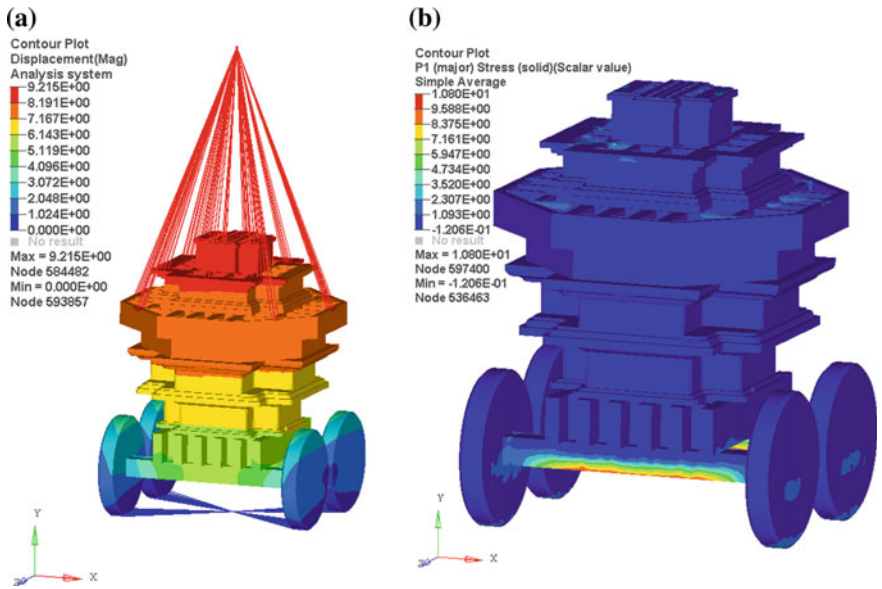 (a)
Contour Plot
Displacement(Mag)
Analysis system
9.215E+00
8.191E+00
7.167E+00
6.143E+00
5.119E+00
4.096E+00
3.072E+00
2.048E+00
1.024E+00
0.000E+00
No result
Max = 9.215E+00
Node 584482
Min = 0.000E+00
Node 593857
Y
Z
X
(b)
Contour Plot
P1 (major) Stress (solid)(Scalar value)
Simple Average
1.080E+01
9.588E+00
8.375E+00
7.161E+00
5.947E+00
4.734E+00
3.520E+00
2.307E+00
1.093E+00
-1.206E-01
No result
Max = 1.080E+01
Node 597400
Min = -1.206E-01
Node 536463
Y
Z
X